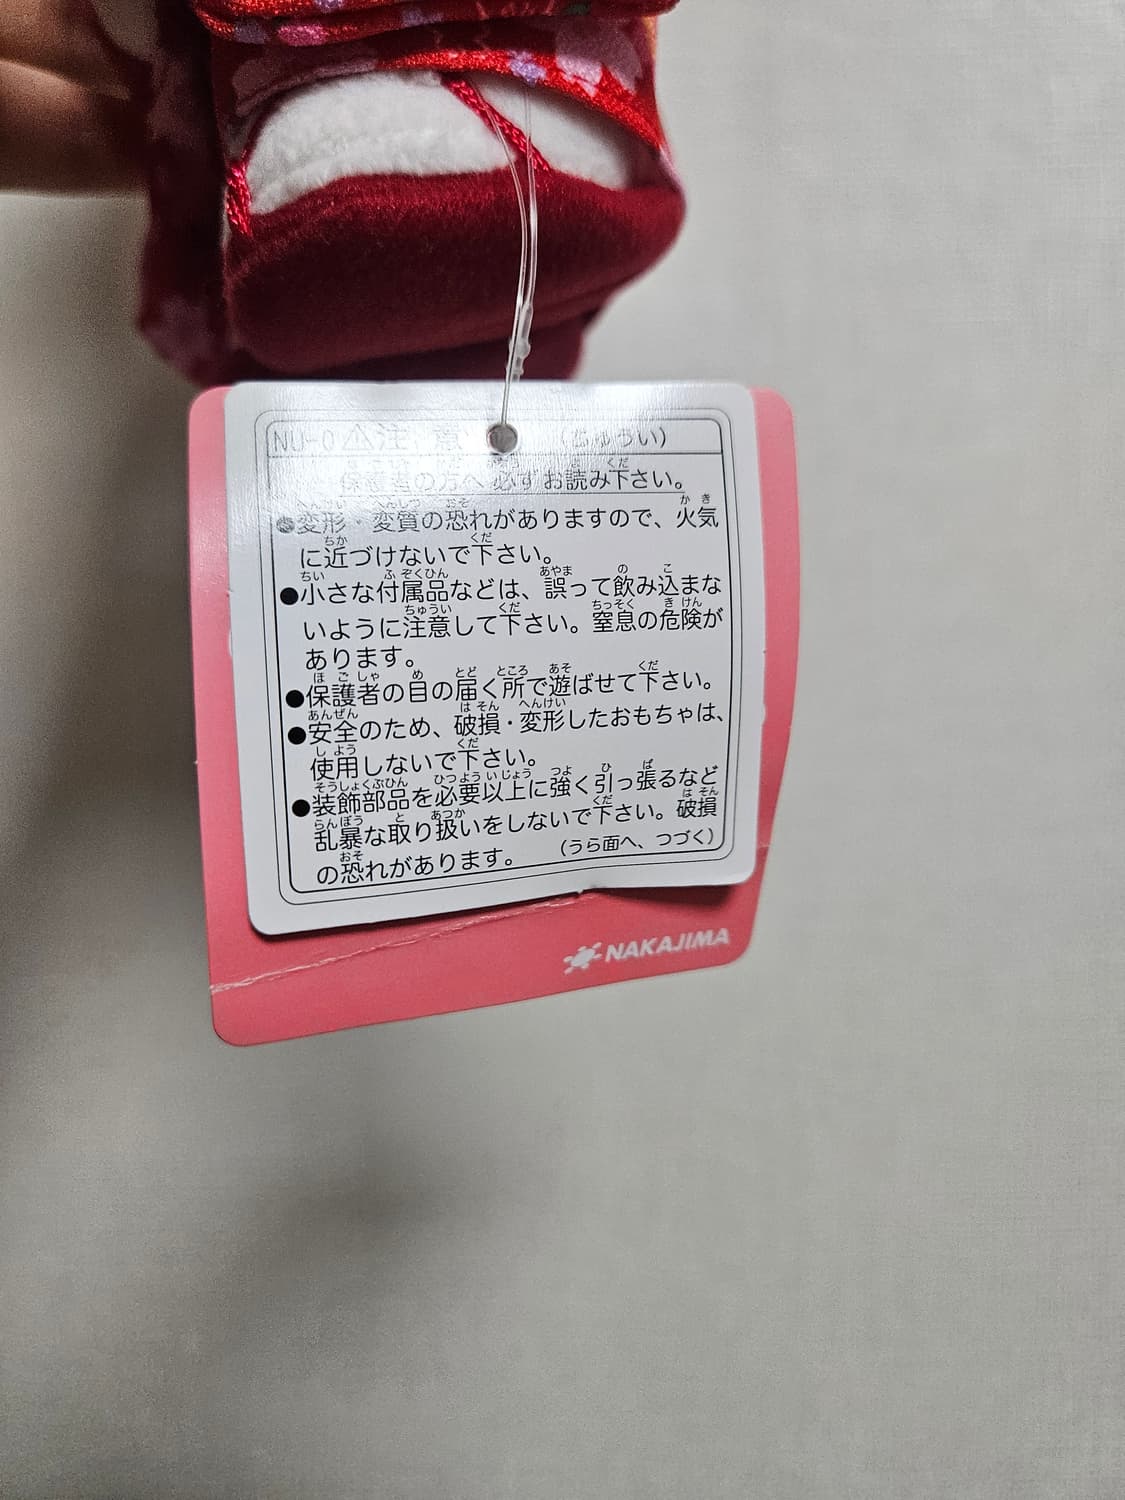 NU-0 ⚠注 意 (ちゅうい)
保護者の方へ 必ずお読み下さい。
●変形・変質の恐れがありますので、火気
に近づけないで下さい。
●小さな付属品などは、誤って飲み込まな
いように注意して下さい。窒息の危険が
あります。
●保護者の目の届く所で遊ばせて下さい。
●安全のため、破損・変形したおもちゃは、
使用しないで下さい。
●装飾部品を必要以上に強く引っ張るなど
乱暴な取り扱いをしないで下さい。破損
の恐れがあります。 (うら面へ、つづく)
NAKAJIMA